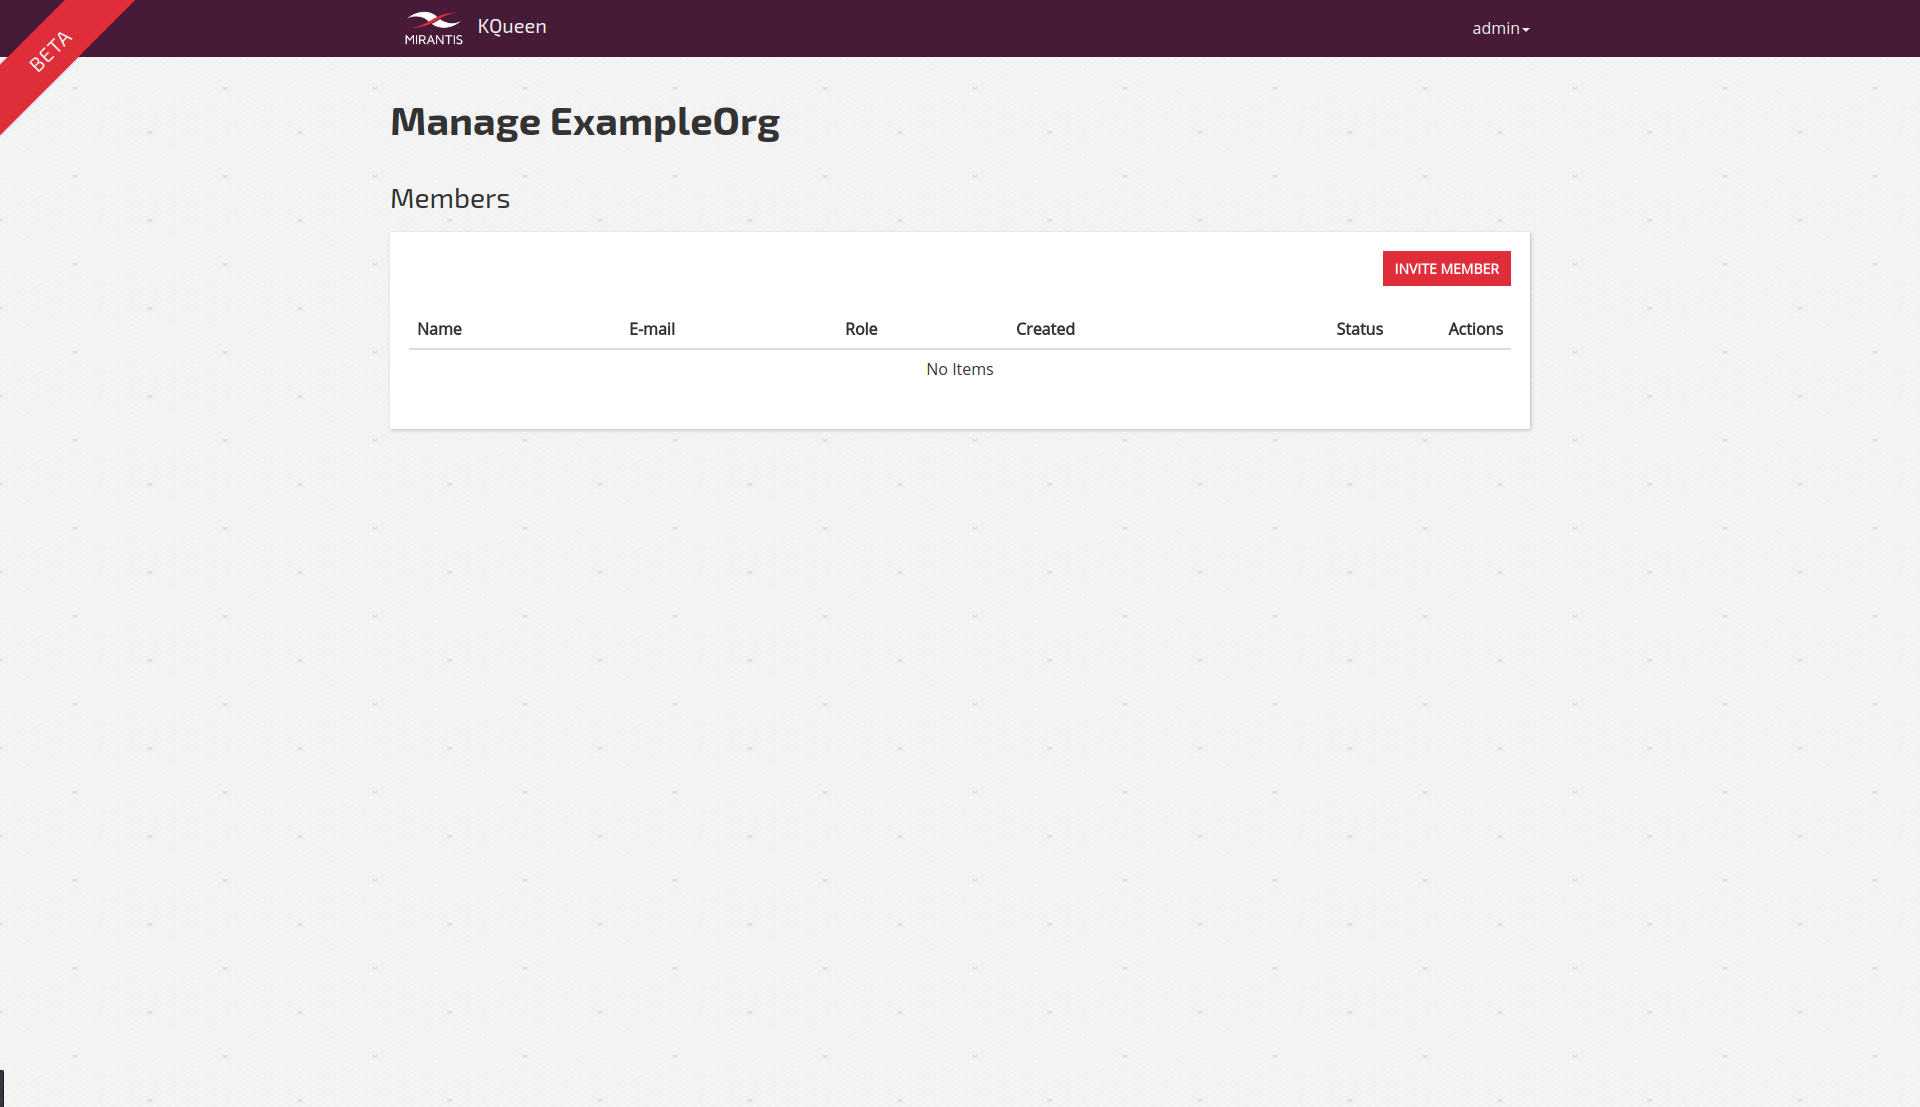 BETA
MIRANTIS
KQueen
admin
Manage ExampleOrg
Members
INVITE MEMBER
Name E-mail Role Created Status Actions
No Items